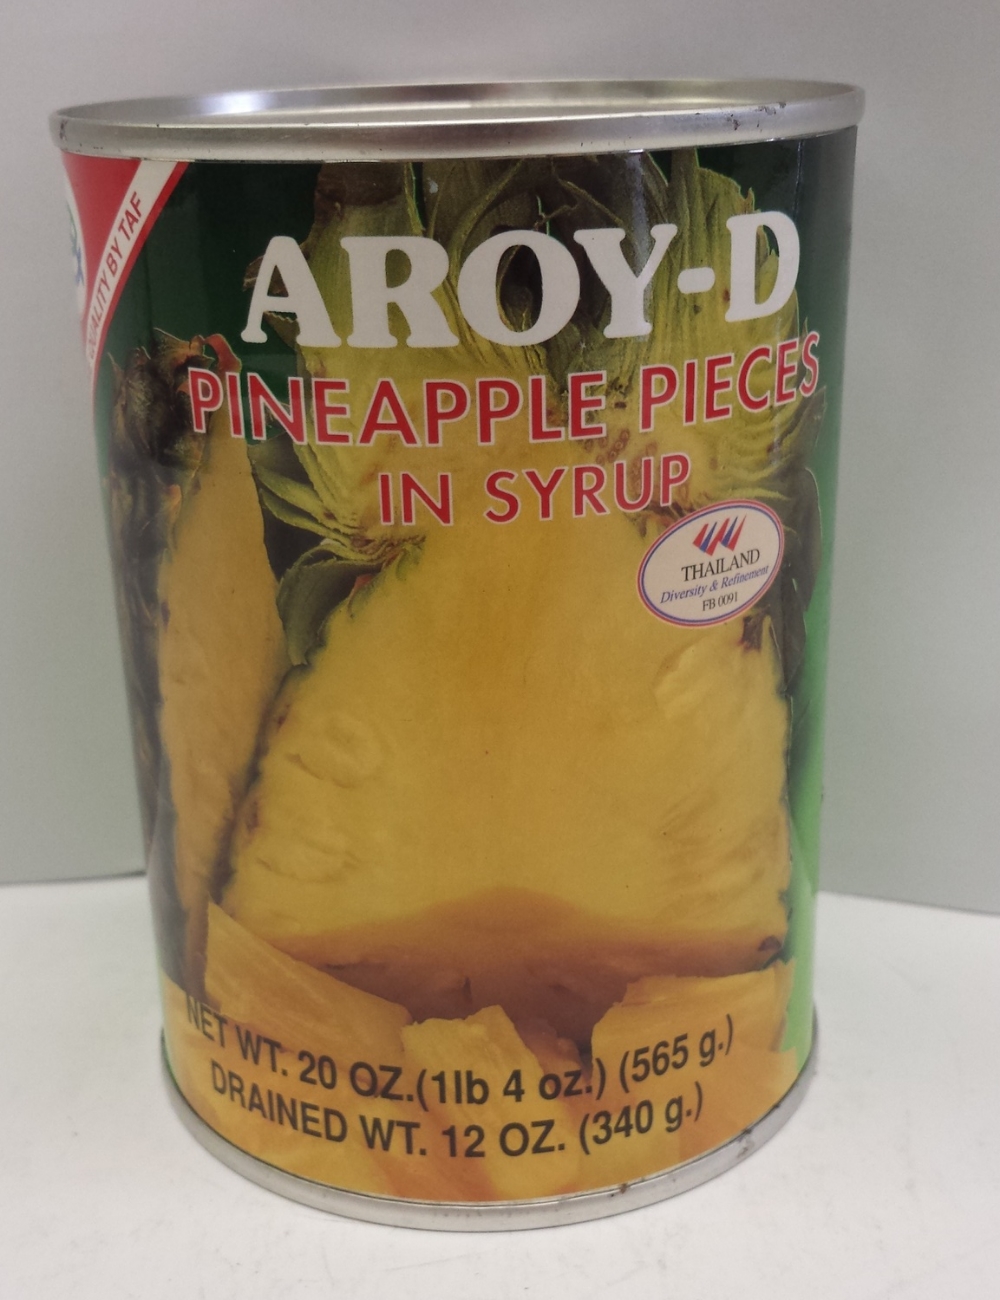 QUALITY BY TAF
AROY-D
PINEAPPLE PIECES
IN SYRUP
THAILAND
Diversity & Refinement
FB 0091
NET WT. 20 OZ.(1lb 4 oz.) (565 g.)
DRAINED WT. 12 OZ. (340 g.)